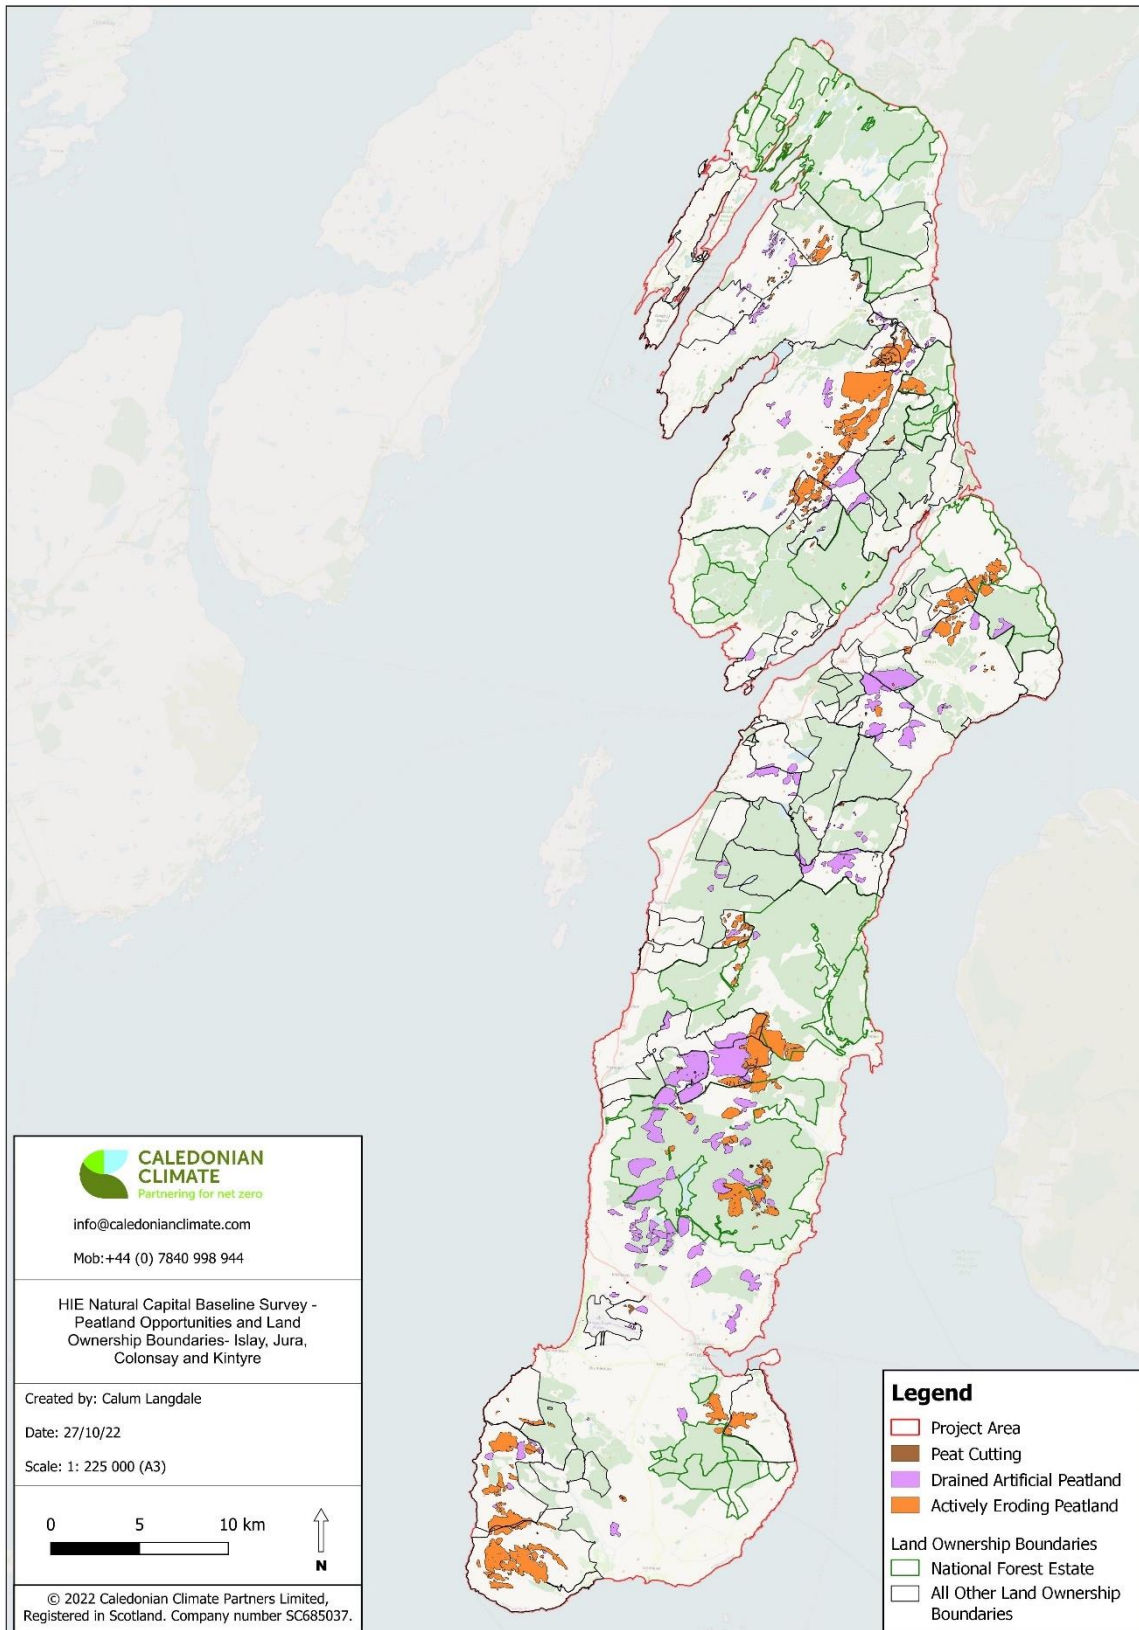 CALEDONIAN
CLIMATE
Partnering for net zero
info@caledonianclimate.com
Mob:+44 (0) 7840 998 944
HIE Natural Capital Baseline Survey -
Peatland Opportunities and Land
Ownership Boundaries- Islay, Jura,
Colonsay and Kintyre
Created by: Calum Langdale
Date: 27/10/22
Scale: 1: 225 000 (A3)
0 5 10 km
N
© 2022 Caledonian Climate Partners Limited,
Registered in Scotland. Company number SC685037.
Legend
Project Area
Peat Cutting
Drained Artificial Peatland
Actively Eroding Peatland
Land Ownership Boundaries
National Forest Estate
All Other Land Ownership
Boundaries